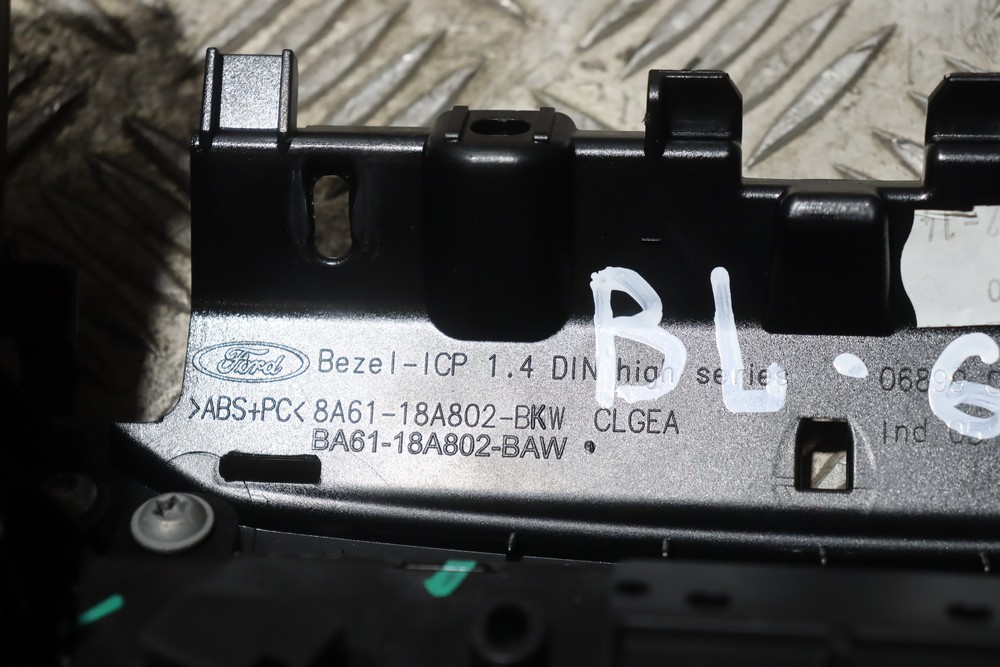 Ford Bezel-ICP 1.4 DIN high series
>ABS+PC< 8A61-18A802-BKW CLGEA
BA61-18A802-BAW
Ind
BL.